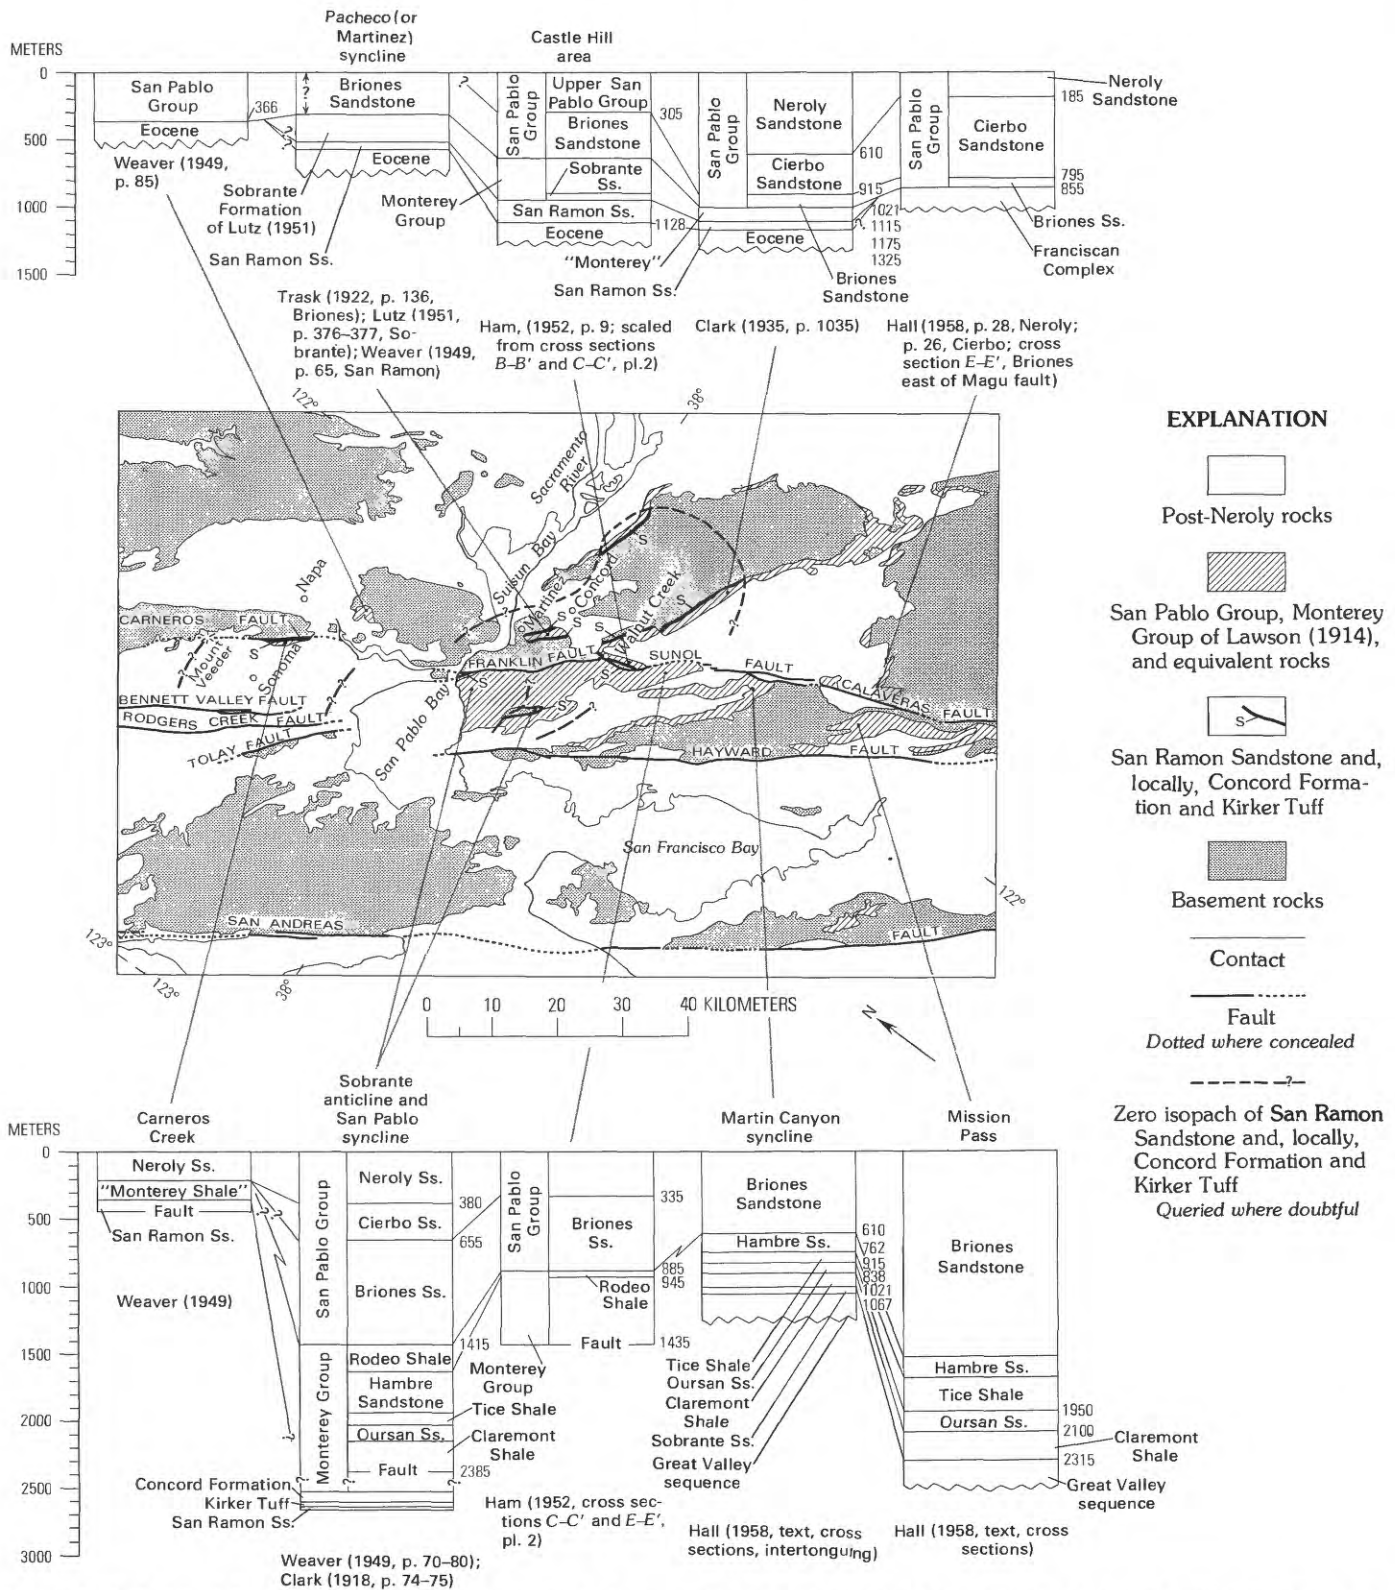 METERS
0
500
1000
1500
San Pablo
Group
366
Eocene
Weaver (1949,
p. 85)
Pacheco (or
Martinez)
syncline
?
Briones
Sandstone
?
?
Eocene
Sobrante
Formation
of Lutz (1951)
San Ramon Ss.
Castle Hill
area
?
San Pablo
Group
Upper San
Pablo Group
305
Briones
Sandstone
Sobrante
Ss.
Monterey
Group
San Ramon Ss.
1128
Eocene
San Pablo
Group
Neroly
Sandstone
610
Cierbo
Sandstone
915
1021
?
1115
1175
1325
Eocene
"Monterey"
San Ramon Ss.
Briones
Sandstone
San Pablo
Group
Neroly
Sandstone
185
Cierbo
Sandstone
795
855
Briones Ss.
Franciscan
Complex
Trask (1922, p. 136,
Briones); Lutz (1951,
p. 376–377, So-
brante); Weaver (1949,
p. 65, San Ramon)
Ham, (1952, p. 9; scaled
from cross sections
B–B' and C–C', pl.2)
Clark (1935, p. 1035)
Hall (1958, p. 28, Neroly;
p. 26, Cierbo; cross
section E–E', Briones
east of Magu fault)
122°
38°
Sacramento
River
Suisun Bay
Napa
Martinez
Concord
Walnut Creek
S
S
S
S
S
S
S
S
S
S
?
?
?
?
?
?
?
CARNEROS FAULT
Mount
Veeder
Sonoma
FRANKLIN FAULT
SUNOL FAULT
CALAVERAS FAULT
BENNETT VALLEY FAULT
RODGERS CREEK FAULT
TOLAY FAULT
San Pablo Bay
HAYWARD FAULT
San Francisco Bay
SAN ANDREAS FAULT
123°
123°
38°
122°
0 10 20 30 40 KILOMETERS
N
EXPLANATION
Post-Neroly rocks
San Pablo Group, Monterey
Group of Lawson (1914),
and equivalent rocks
S
San Ramon Sandstone and,
locally, Concord Forma-
tion and Kirker Tuff
Basement rocks
Contact
Fault
Dotted where concealed
?
Zero isopach of San Ramon
Sandstone and, locally,
Concord Formation and
Kirker Tuff
Queried where doubtful
METERS
0
500
1000
1500
2000
2500
3000
Carneros
Creek
Neroly Ss.
"Monterey Shale"
Fault
San Ramon Ss.
?
?
?
?
Weaver (1949)
Sobrante
anticline and
San Pablo
syncline
San Pablo Group
Neroly Ss.
380
Cierbo Ss.
655
Briones Ss.
1415
Monterey Group
Rodeo Shale
Hambre
Sandstone
Tice Shale
Oursan Ss.
Claremont
Shale
Fault
2385
? ? ?
Concord Formation
Kirker Tuff
San Ramon Ss.
Weaver (1949, p. 70–80);
Clark (1918, p. 74–75)
San Pablo
Group
335
Briones
Ss.
885
945
Rodeo
Shale
Fault
1435
Monterey
Group
Ham (1952, cross sec-
tions C–C' and E–E',
pl. 2)
Martin Canyon
syncline
Briones
Sandstone
610
Hambre Ss.
762
915
838
1021
1067
Tice Shale
Oursan Ss.
Claremont
Shale
Sobrante Ss.
Great Valley
sequence
Hall (1958, text, cross
sections, intertonguing)
Mission
Pass
Briones
Sandstone
Hambre Ss.
Tice Shale
1950
Oursan Ss.
2100
Claremont
Shale
2315
Great Valley
sequence
Hall (1958, text, cross
sections)